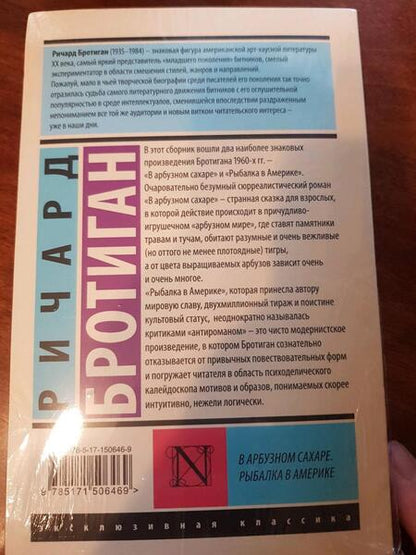 Ричард Бротиган (1935–1984) – знаковая фигура американской арт-хаусной литературы
XX века, самый яркий представитель «младшего поколения» битников, смелый
экспериментатор в области смешения стилей, жанров и направлений.
Пожалуй, мало в чьей творческой биографии среди писателей его поколения так точно
отразилась судьба самого литературного движения битников с его оглушительной
популярностью в среде интеллектуалов, сменившейся впоследствии раздраженным
непониманием все той же аудитории и новым витком читательского интереса –
уже в наши дни.
РИЧАРД
БРОТИГАН
В этот сборник вошли два наиболее знаковых
произведения Бротигана 1960-х гг. –
«В арбузном сахаре» и «Рыбалка в Америке».
Очаровательно безумный сюрреалистический роман
«В арбузном сахаре» – странная сказка для взрослых,
в которой действие происходит в причудливо-
игрушечном «арбузном мире», где ставят памятники
травам и тучам, обитают разумные и очень вежливые
(но оттого не менее плотоядные) тигры,
а от цвета выращиваемых арбузов зависит очень
и очень многое.
«Рыбалка в Америке», которая принесла автору
мировую славу, двухмиллионный тираж и поистине
культовый статус, неоднократно называлась
критиками «антироманом» – это чисто модернистское
произведение, в котором Бротиган сознательно
отказывается от привычных повествовательных форм
и погружает читателя в область психоделического
калейдоскопа мотивов и образов, понимаемых скорее
интуитивно, нежели логически.
78-5-17-150646-9
9 785171 506469 >
N
В АРБУЗНОМ САХАРЕ.
РЫБАЛКА В АМЕРИКЕ
эксклюзивная классика